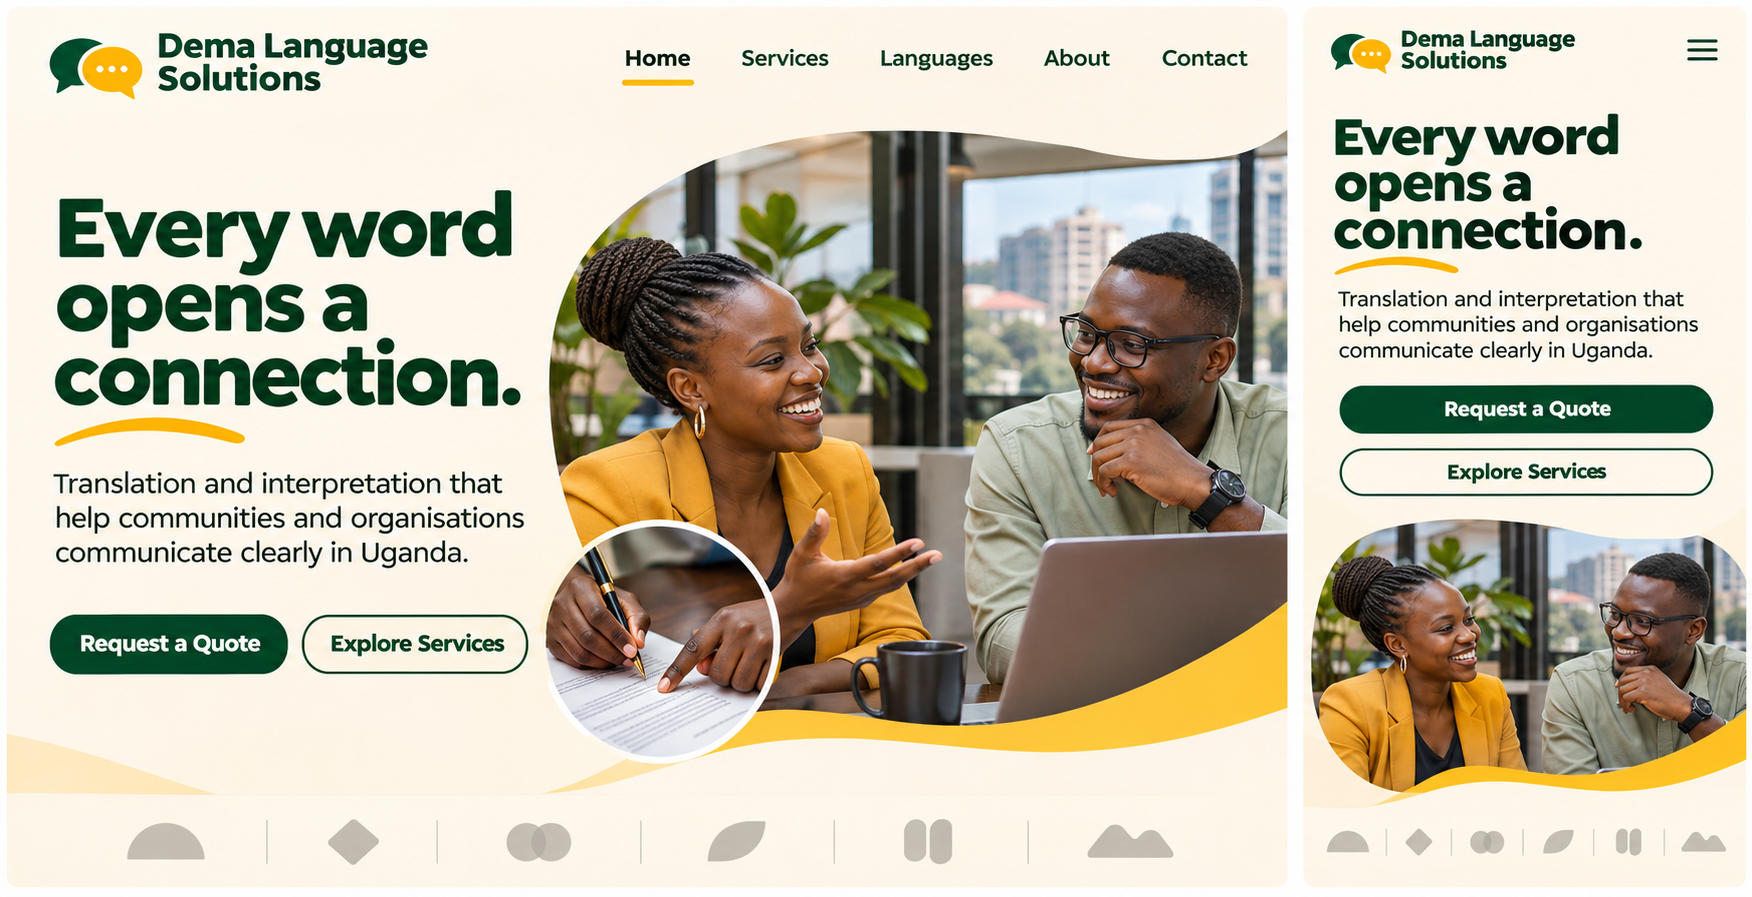 Dema Language
Solutions
Home
Services
Languages
About
Contact
Every word
opens a
connection.
Translation and interpretation that
help communities and organisations
communicate clearly in Uganda.
Request a Quote
Explore Services
Dema Language
Solutions
Every word
opens a
connection.
Translation and interpretation that
help communities and organisations
communicate clearly in Uganda.
Request a Quote
Explore Services